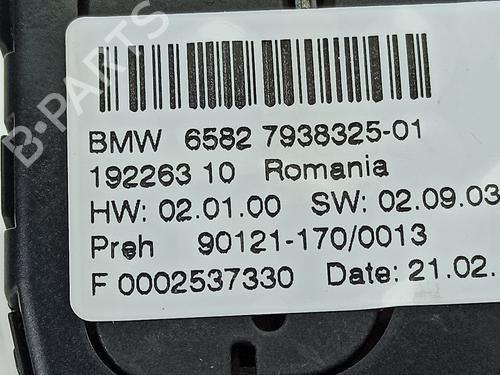 B-PARTS
BMW 6582 7938325-01
192263 10 Romania
HW: 02.01.00 SW: 02.09.03
Preh 90121-170/0013
F 0002537330 Date: 21.02.